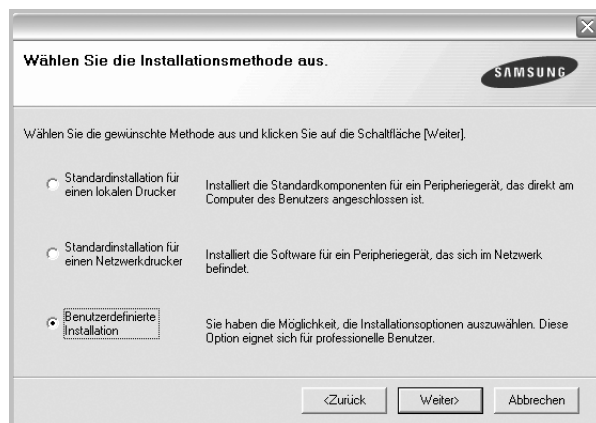 Wählen Sie die Installationsmethode aus.
SAMSUNG
Wählen Sie die gewünschte Methode aus und klicken Sie auf die Schaltfläche [Weiter].
Standardinstallation für
einen lokalen Drucker
Installiert die Standardkomponenten für ein Peripheriegerät, das direkt am
Computer des Benutzers angeschlossen ist.
Standardinstallation für
einen Netzwerkdrucker
Installiert die Software für ein Peripheriegerät, das sich im Netzwerk
befindet.
Benutzerdefinierte
Installation
Sie haben die Möglichkeit, die Installationsoptionen auszuwählen. Diese
Option eignet sich für professionelle Benutzer.
<Zurück
Weiter>
Abbrechen